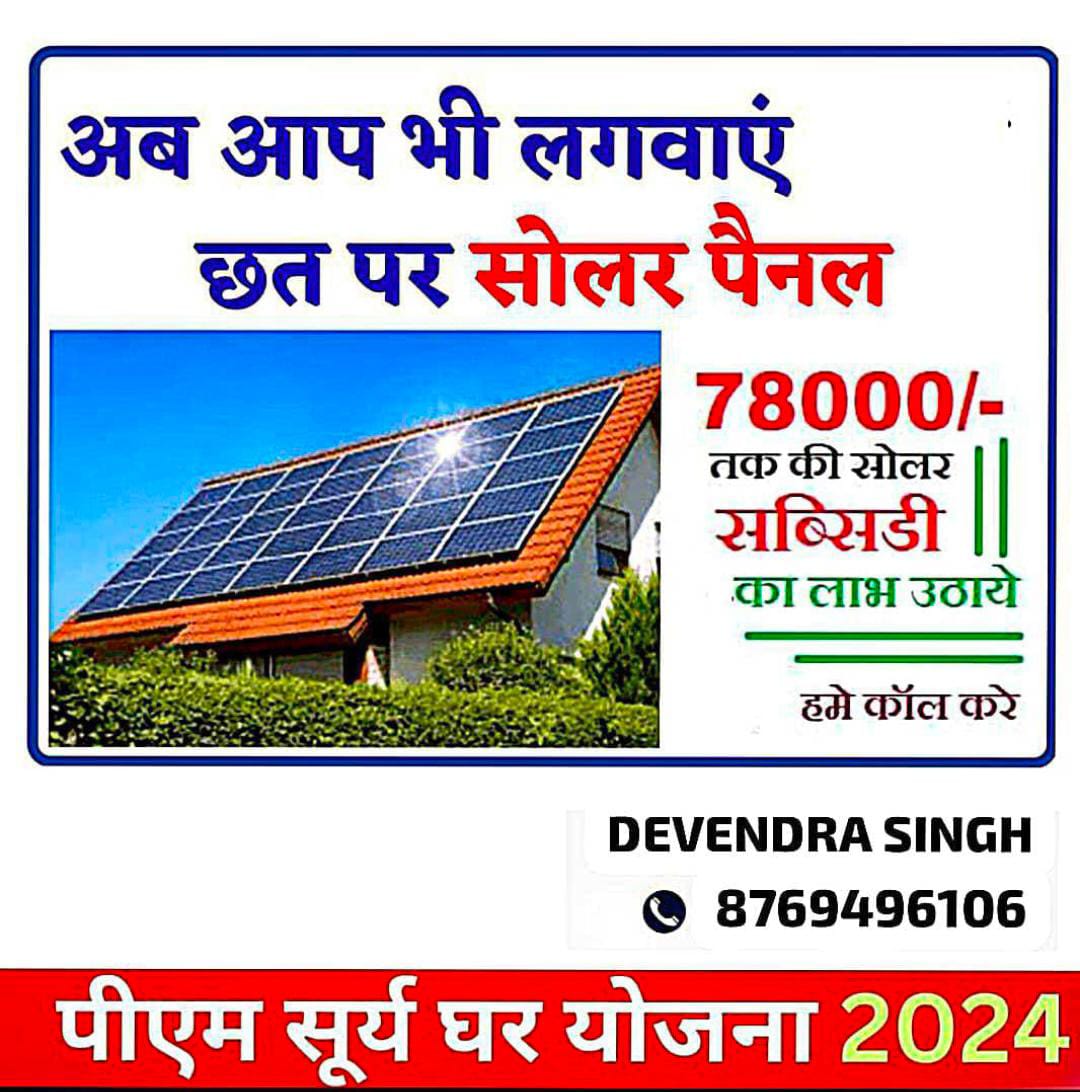 अब आप भी लगवाएं
छत पर सोलर पैनल
78000/-
तक की सोलर
सब्सिडी
का लाभ उठाये
हमे कॉल करे
DEVENDRA SINGH
8769496106
पीएम सूर्य घर योजना 2024